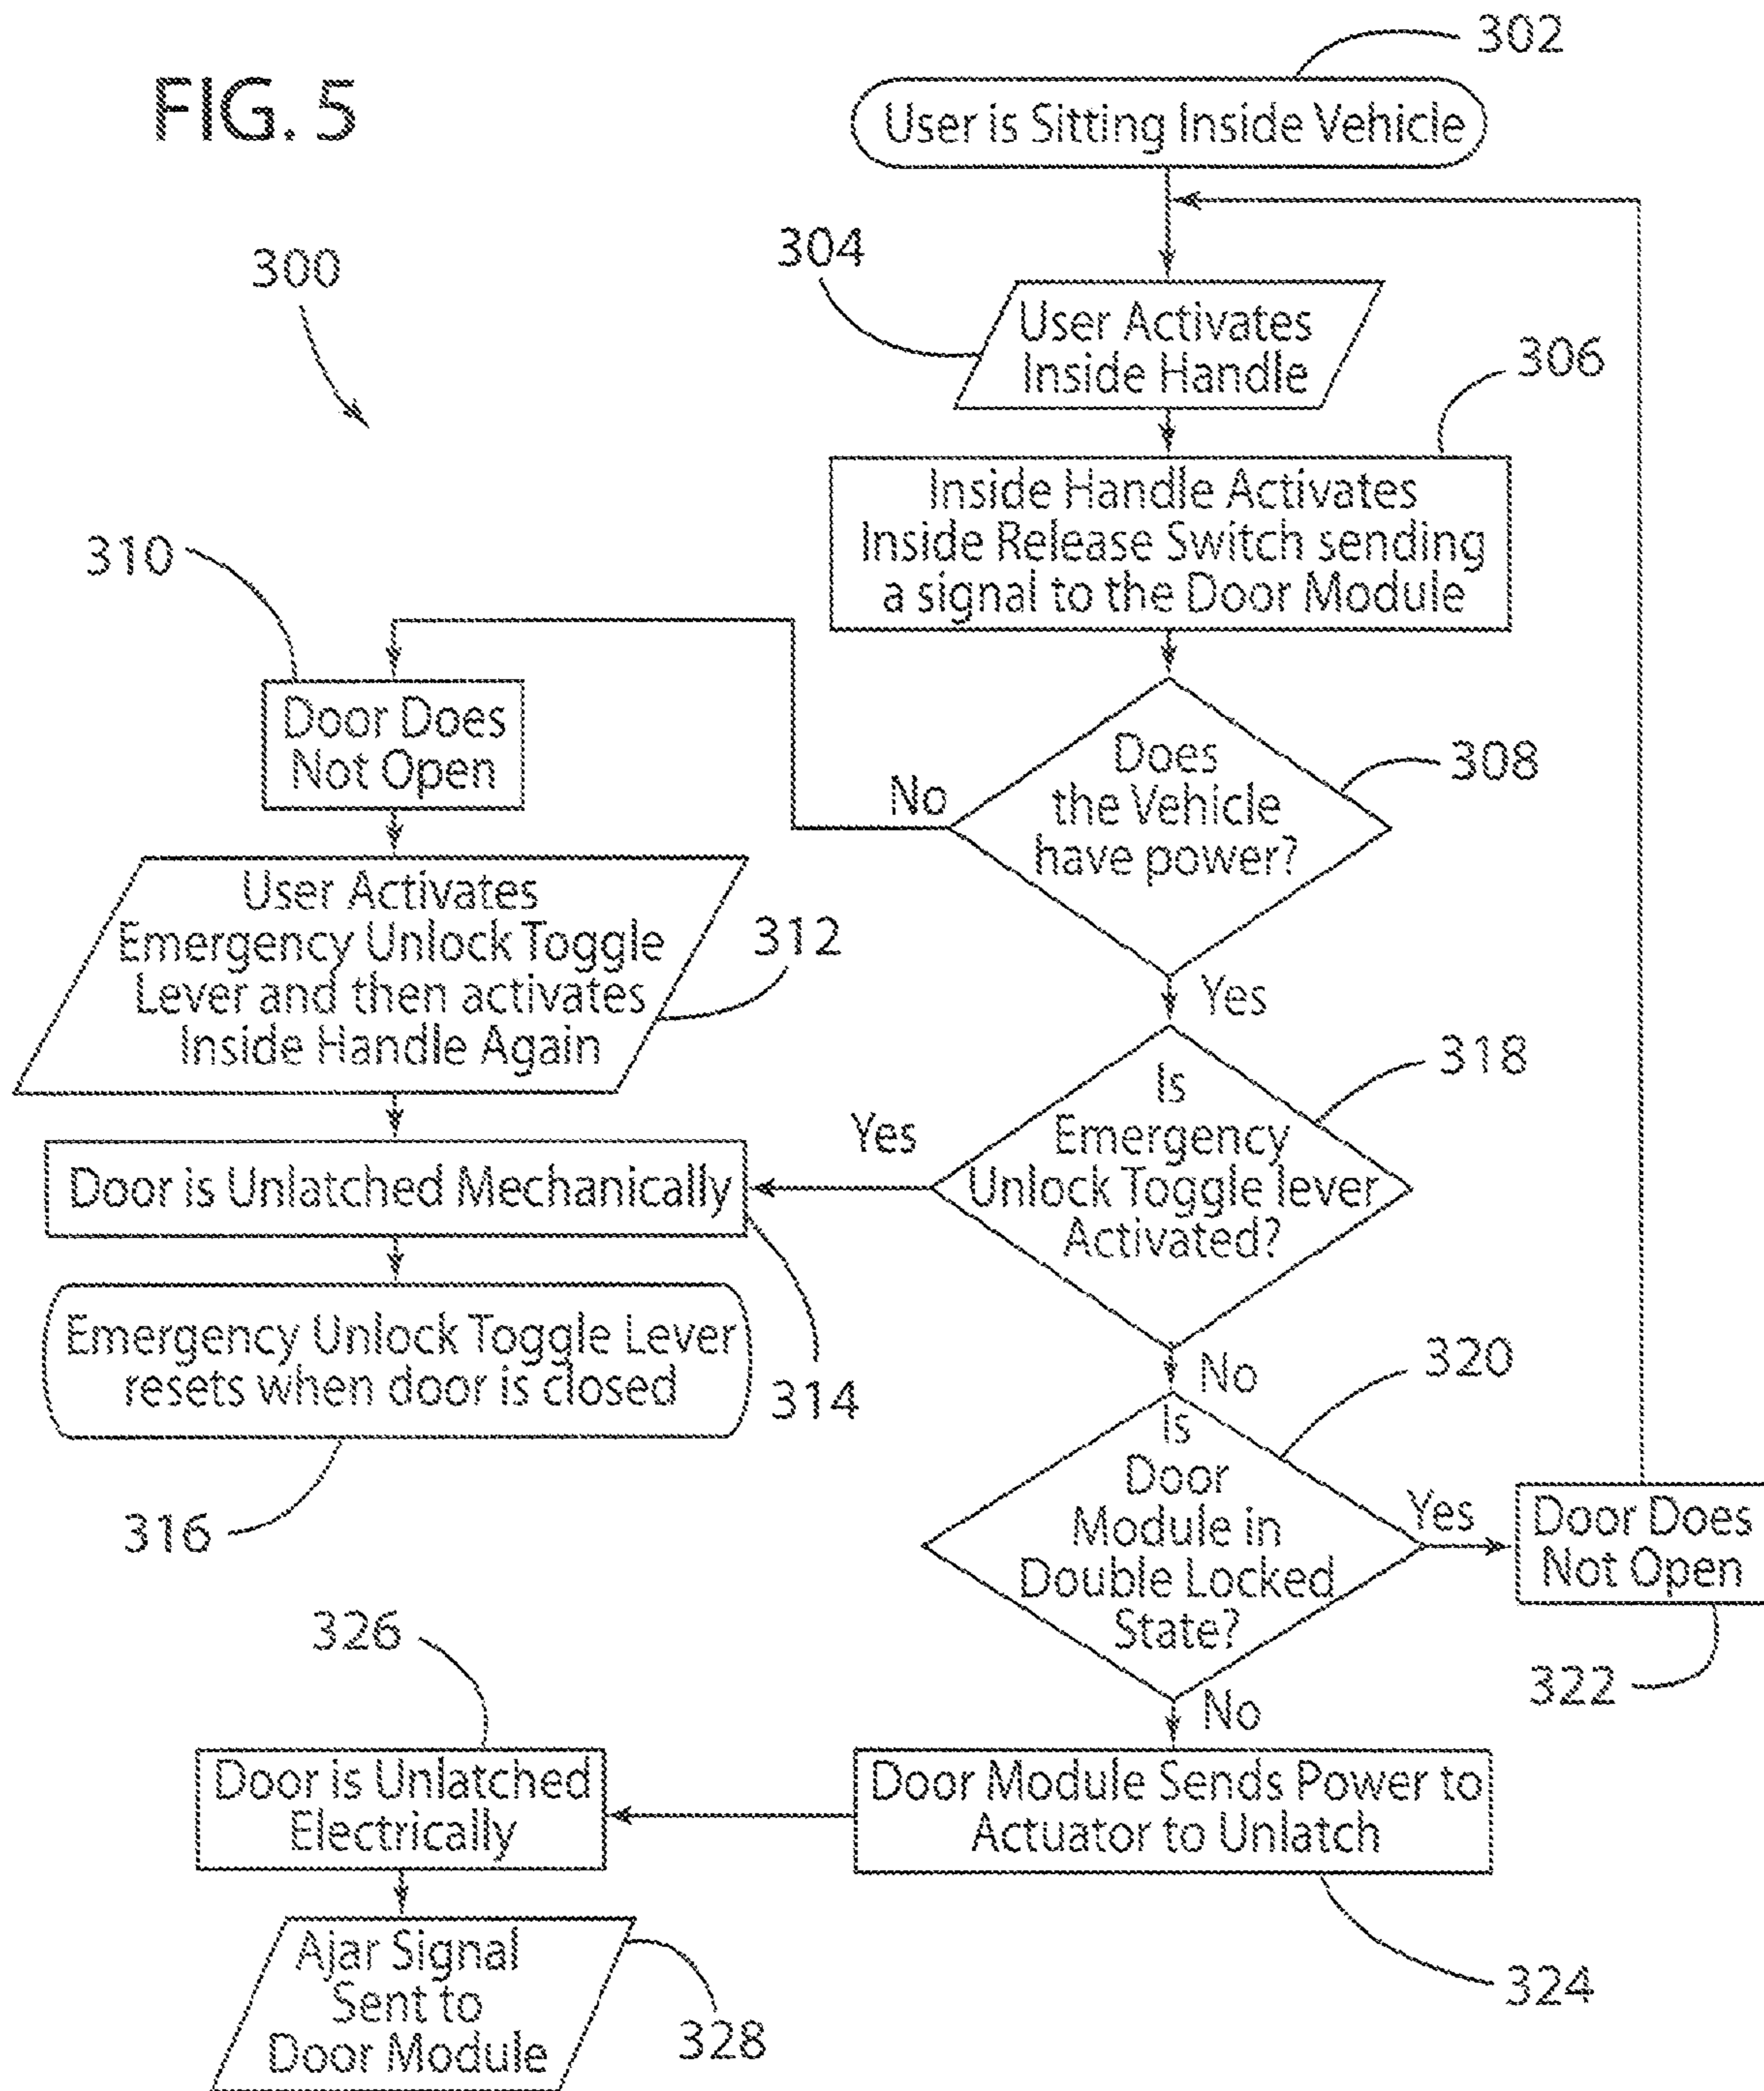 FIG. 5
302
User is Sitting Inside Vehicle
300
304
User Activates
Inside Handle
306
Inside Handle Activates
Inside Release Switch sending
a signal to the Door Module
310
Door Does
Not Open
308
Does
the Vehicle
have power?
No
Yes
User Activates
Emergency Unlock Toggle
Lever and then activates
Inside Handle Again
312
318
Is
Emergency
Unlock Toggle lever
Activated?
Yes
No
Door is Unlatched Mechanically
314
Emergency Unlock Toggle Lever
resets when door is closed
316
320
Is
Door
Module in
Double Locked
State?
Yes
Door Does
Not Open
322
No
326
Door is Unlatched
Electrically
Door Module Sends Power to
Actuator to Unlatch
324
Ajar Signal
Sent to
Door Module
328